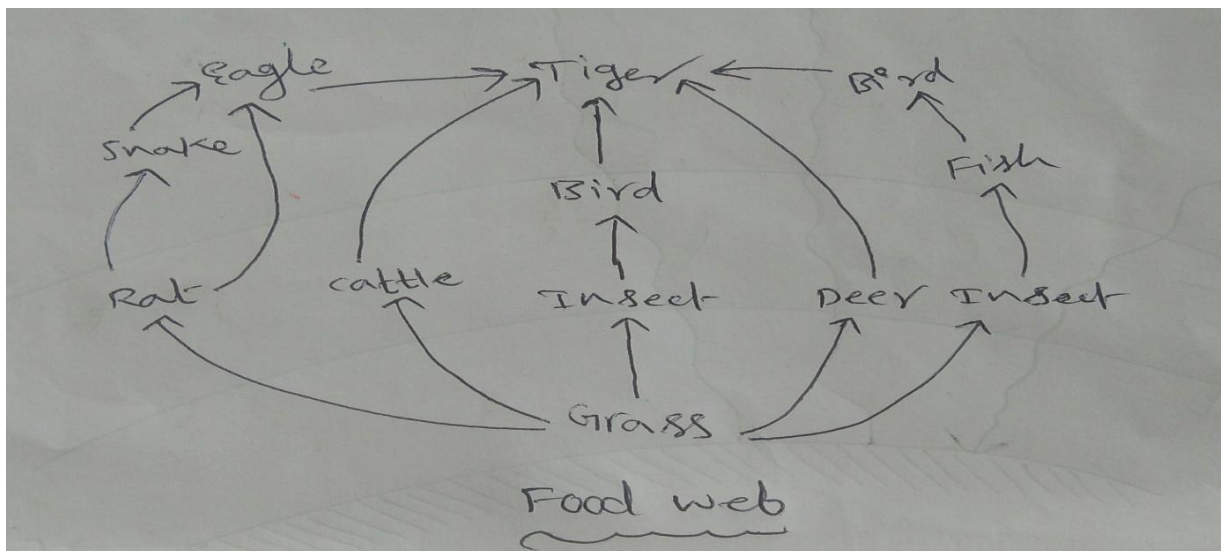 Eagle Tiger Bird
Snake Fish
Bird
Rat cattle Insect Deer Insect
Grass
Food web